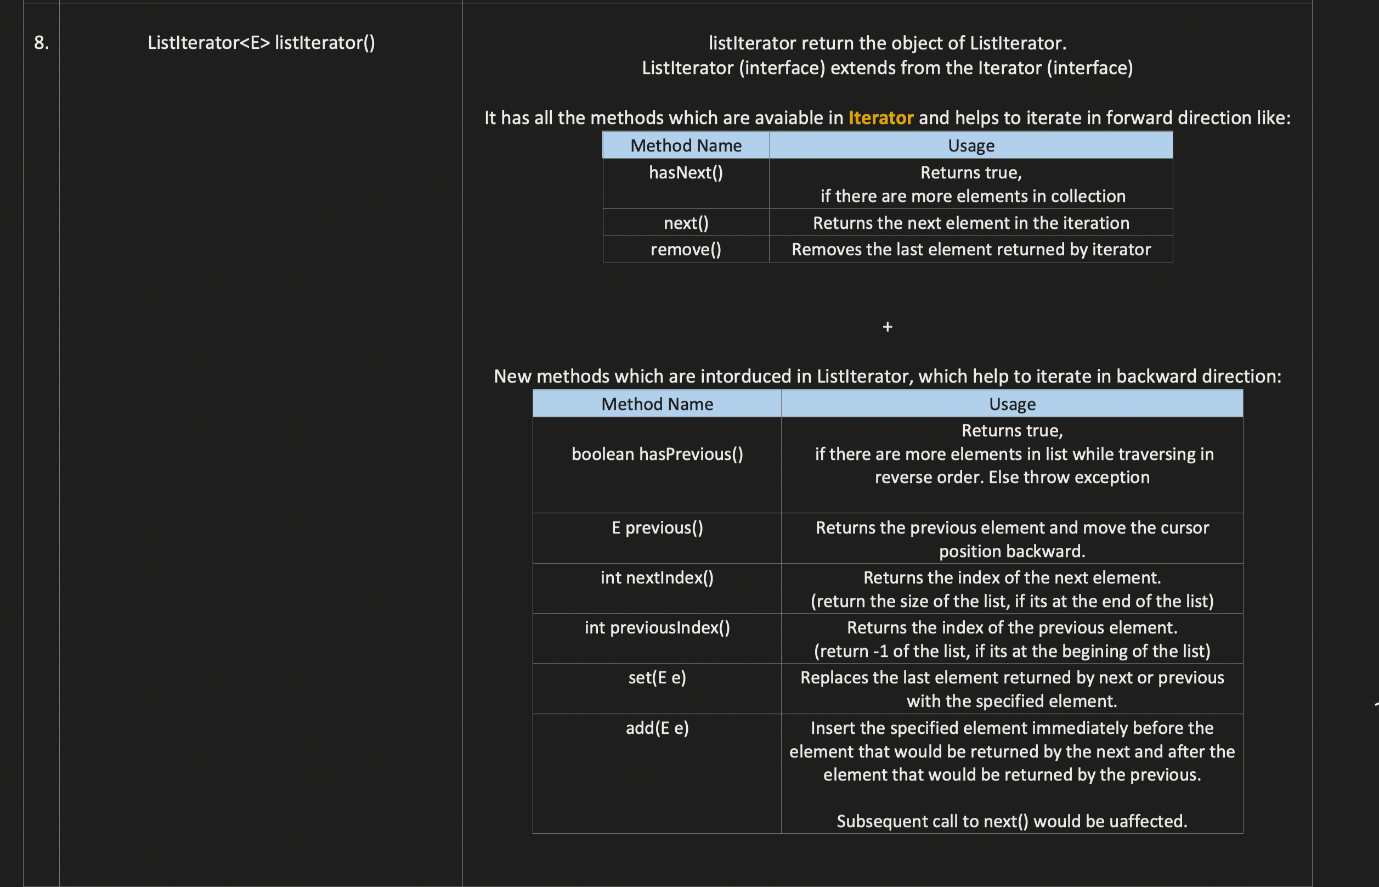 8.
ListIterator<E> listIterator()
listIterator return the object of ListIterator.
ListIterator (interface) extends from the Iterator (interface)
It has all the methods which are avaiable in Iterator and helps to iterate in forward direction like:
Method Name Usage
hasNext() Returns true,
if there are more elements in collection
next() Returns the next element in the iteration
remove() Removes the last element returned by iterator
+
New methods which are intorduced in ListIterator, which help to iterate in backward direction:
Method Name Usage
Returns true,
boolean hasPrevious() if there are more elements in list while traversing in
reverse order. Else throw exception
E previous() Returns the previous element and move the cursor
position backward.
int nextIndex() Returns the index of the next element.
(return the size of the list, if its at the end of the list)
int previousIndex() Returns the index of the previous element.
(return -1 of the list, if its at the begining of the list)
set(E e) Replaces the last element returned by next or previous
with the specified element.
add(E e) Insert the specified element immediately before the
element that would be returned by the next and after the
element that would be returned by the previous.
Subsequent call to next() would be uaffected.